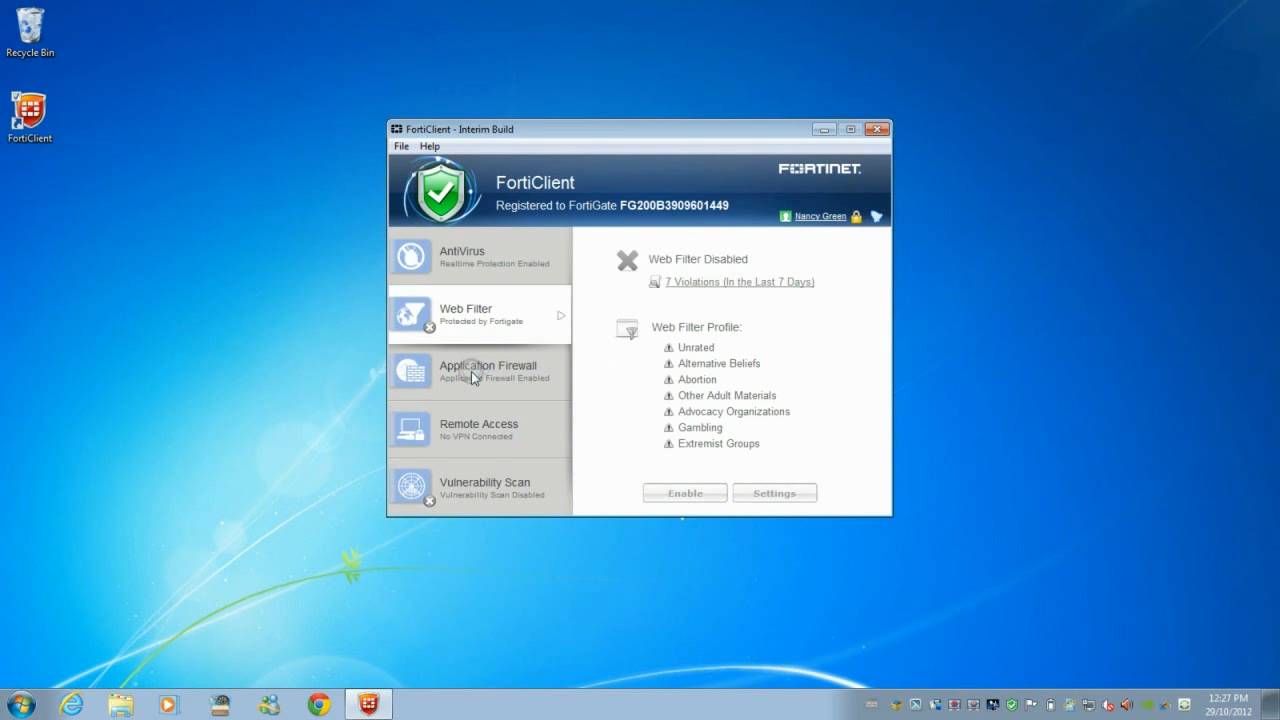 Recycle Bin
FortiClient
FortiClient - Interim Build
File Help
FORTINET.
FortiClient
Registered to FortiGate FG200B3909601449
Nancy Green
AntiVirus
Realtime Protection Enabled
Web Filter
Protected by Fortigate
Application Firewall
Firewall Enabled
Remote Access
No VPN Connected
Vulnerability Scan
Vulnerability Scan Disabled
Web Filter Disabled
7 Violations (In the Last 7 Days)
Web Filter Profile:
Unrated
Alternative Beliefs
Abortion
Other Adult Materials
Advocacy Organizations
Gambling
Extremist Groups
Enable Settings
12:27 PM
29/10/2012